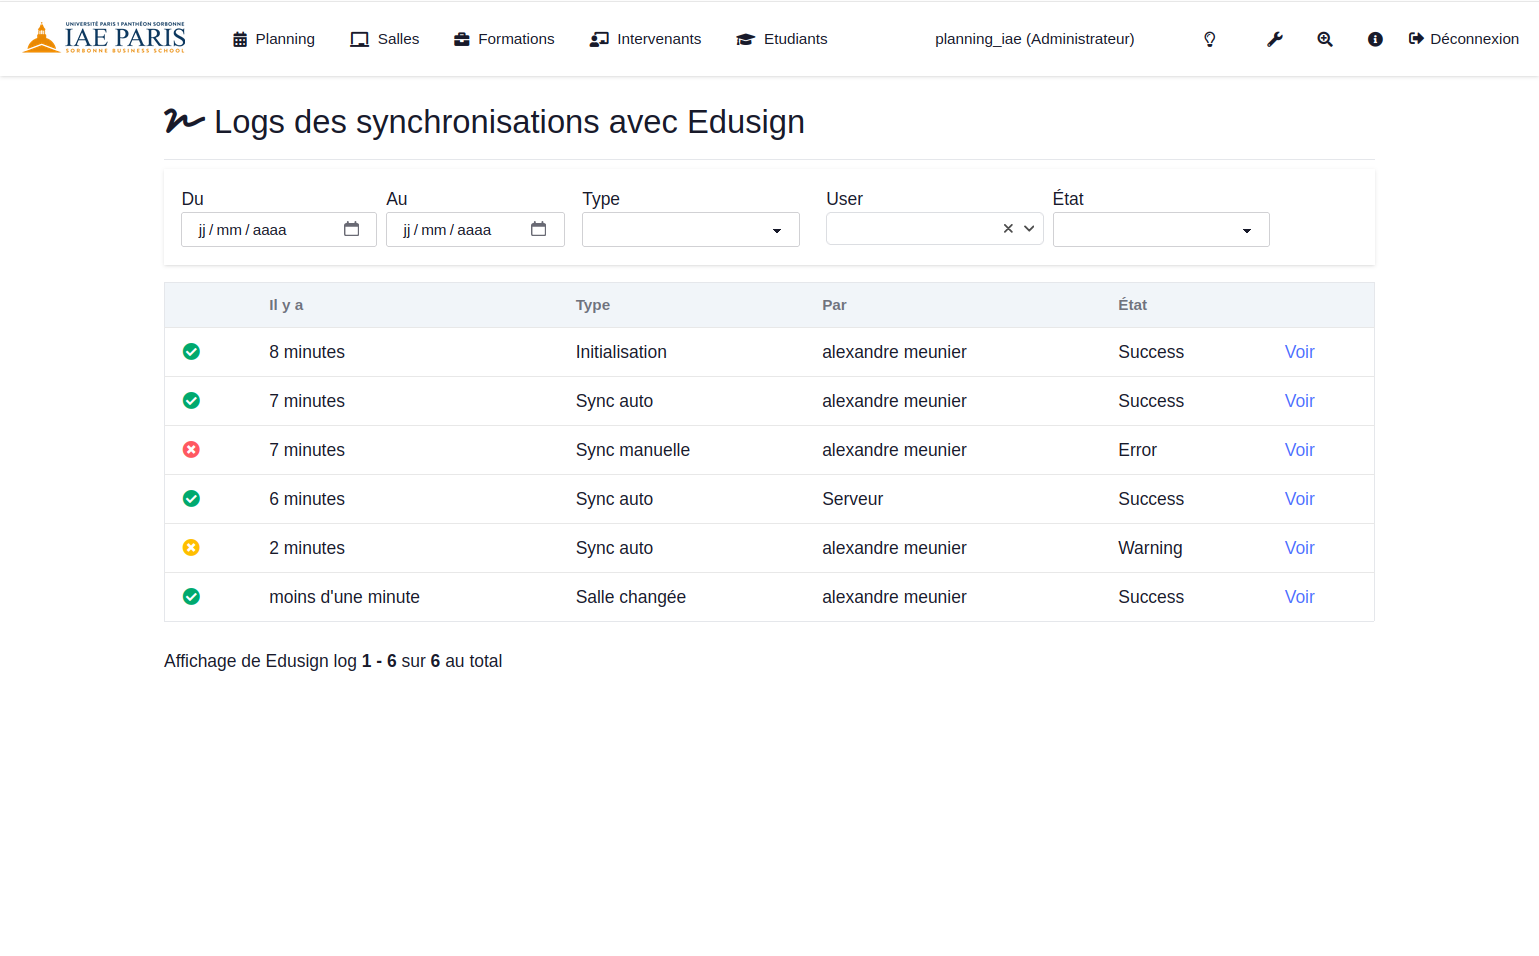 UNIVERSITÉ PARIS 1 PANTHÉON SORBONNE
IAE PARIS
SORBONNE BUSINESS SCHOOL
Planning Salles Formations Intervenants Etudiants planning_iae (Administrateur) Déconnexion
Logs des synchronisations avec Edusign
Du Au Type User État
jj / mm / aaaa jj / mm / aaaa
Il y a Type Par État
8 minutes Initialisation alexandre meunier Success Voir
7 minutes Sync auto alexandre meunier Success Voir
7 minutes Sync manuelle alexandre meunier Error Voir
6 minutes Sync auto Serveur Success Voir
2 minutes Sync auto alexandre meunier Warning Voir
moins d'une minute Salle changée alexandre meunier Success Voir
Affichage de Edusign log 1 - 6 sur 6 au total